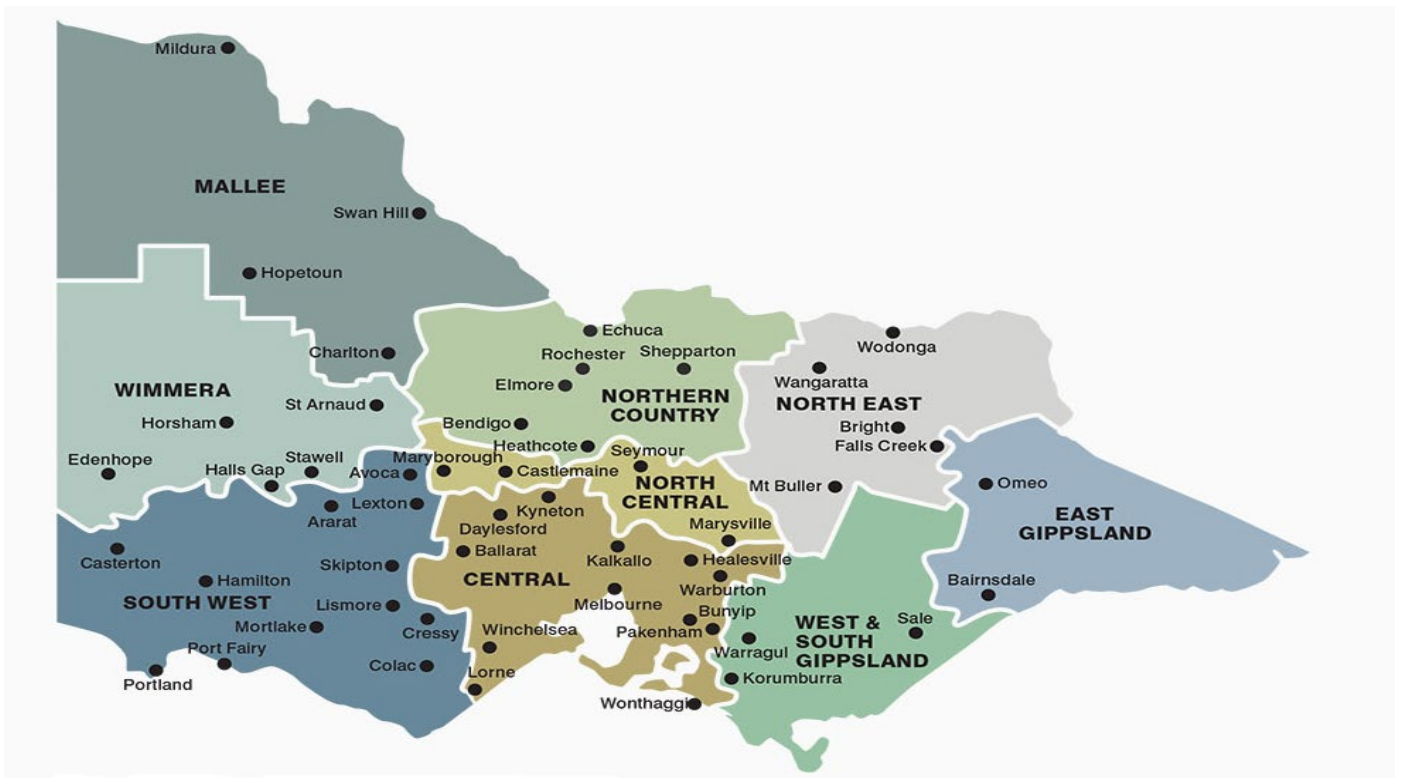 Mildura
MALLEE
Swan Hill
Hopetoun
Echuca
Wodonga
Charlton
Rochester
Shepparton
Wangaratta
WIMMERA
Elmore
NORTHERN
COUNTRY
NORTH EAST
St Arnaud
Horsham
Bendigo
Bright
Heathcote
Falls Creek
Seymour
Edenhope
Halls Gap
Stawell
Avoca
Maryborough
Castlemaine
NORTH
CENTRAL
Mt Buller
Omeo
Ararat
Lexton
Kyneton
Daylesford
Marysville
EAST
GIPPSLAND
Casterton
Skipton
Ballarat
Kalkallo
Healesville
Hamilton
CENTRAL
Warburton
Bairnsdale
SOUTH WEST
Lismore
Melbourne
Bunyip
Mortlake
Cressy
Winchelsea
Pakenham
WEST &
SOUTH
GIPPSLAND
Sale
Port Fairy
Warragul
Portland
Colac
Lorne
Korumburra
Wonthaggi